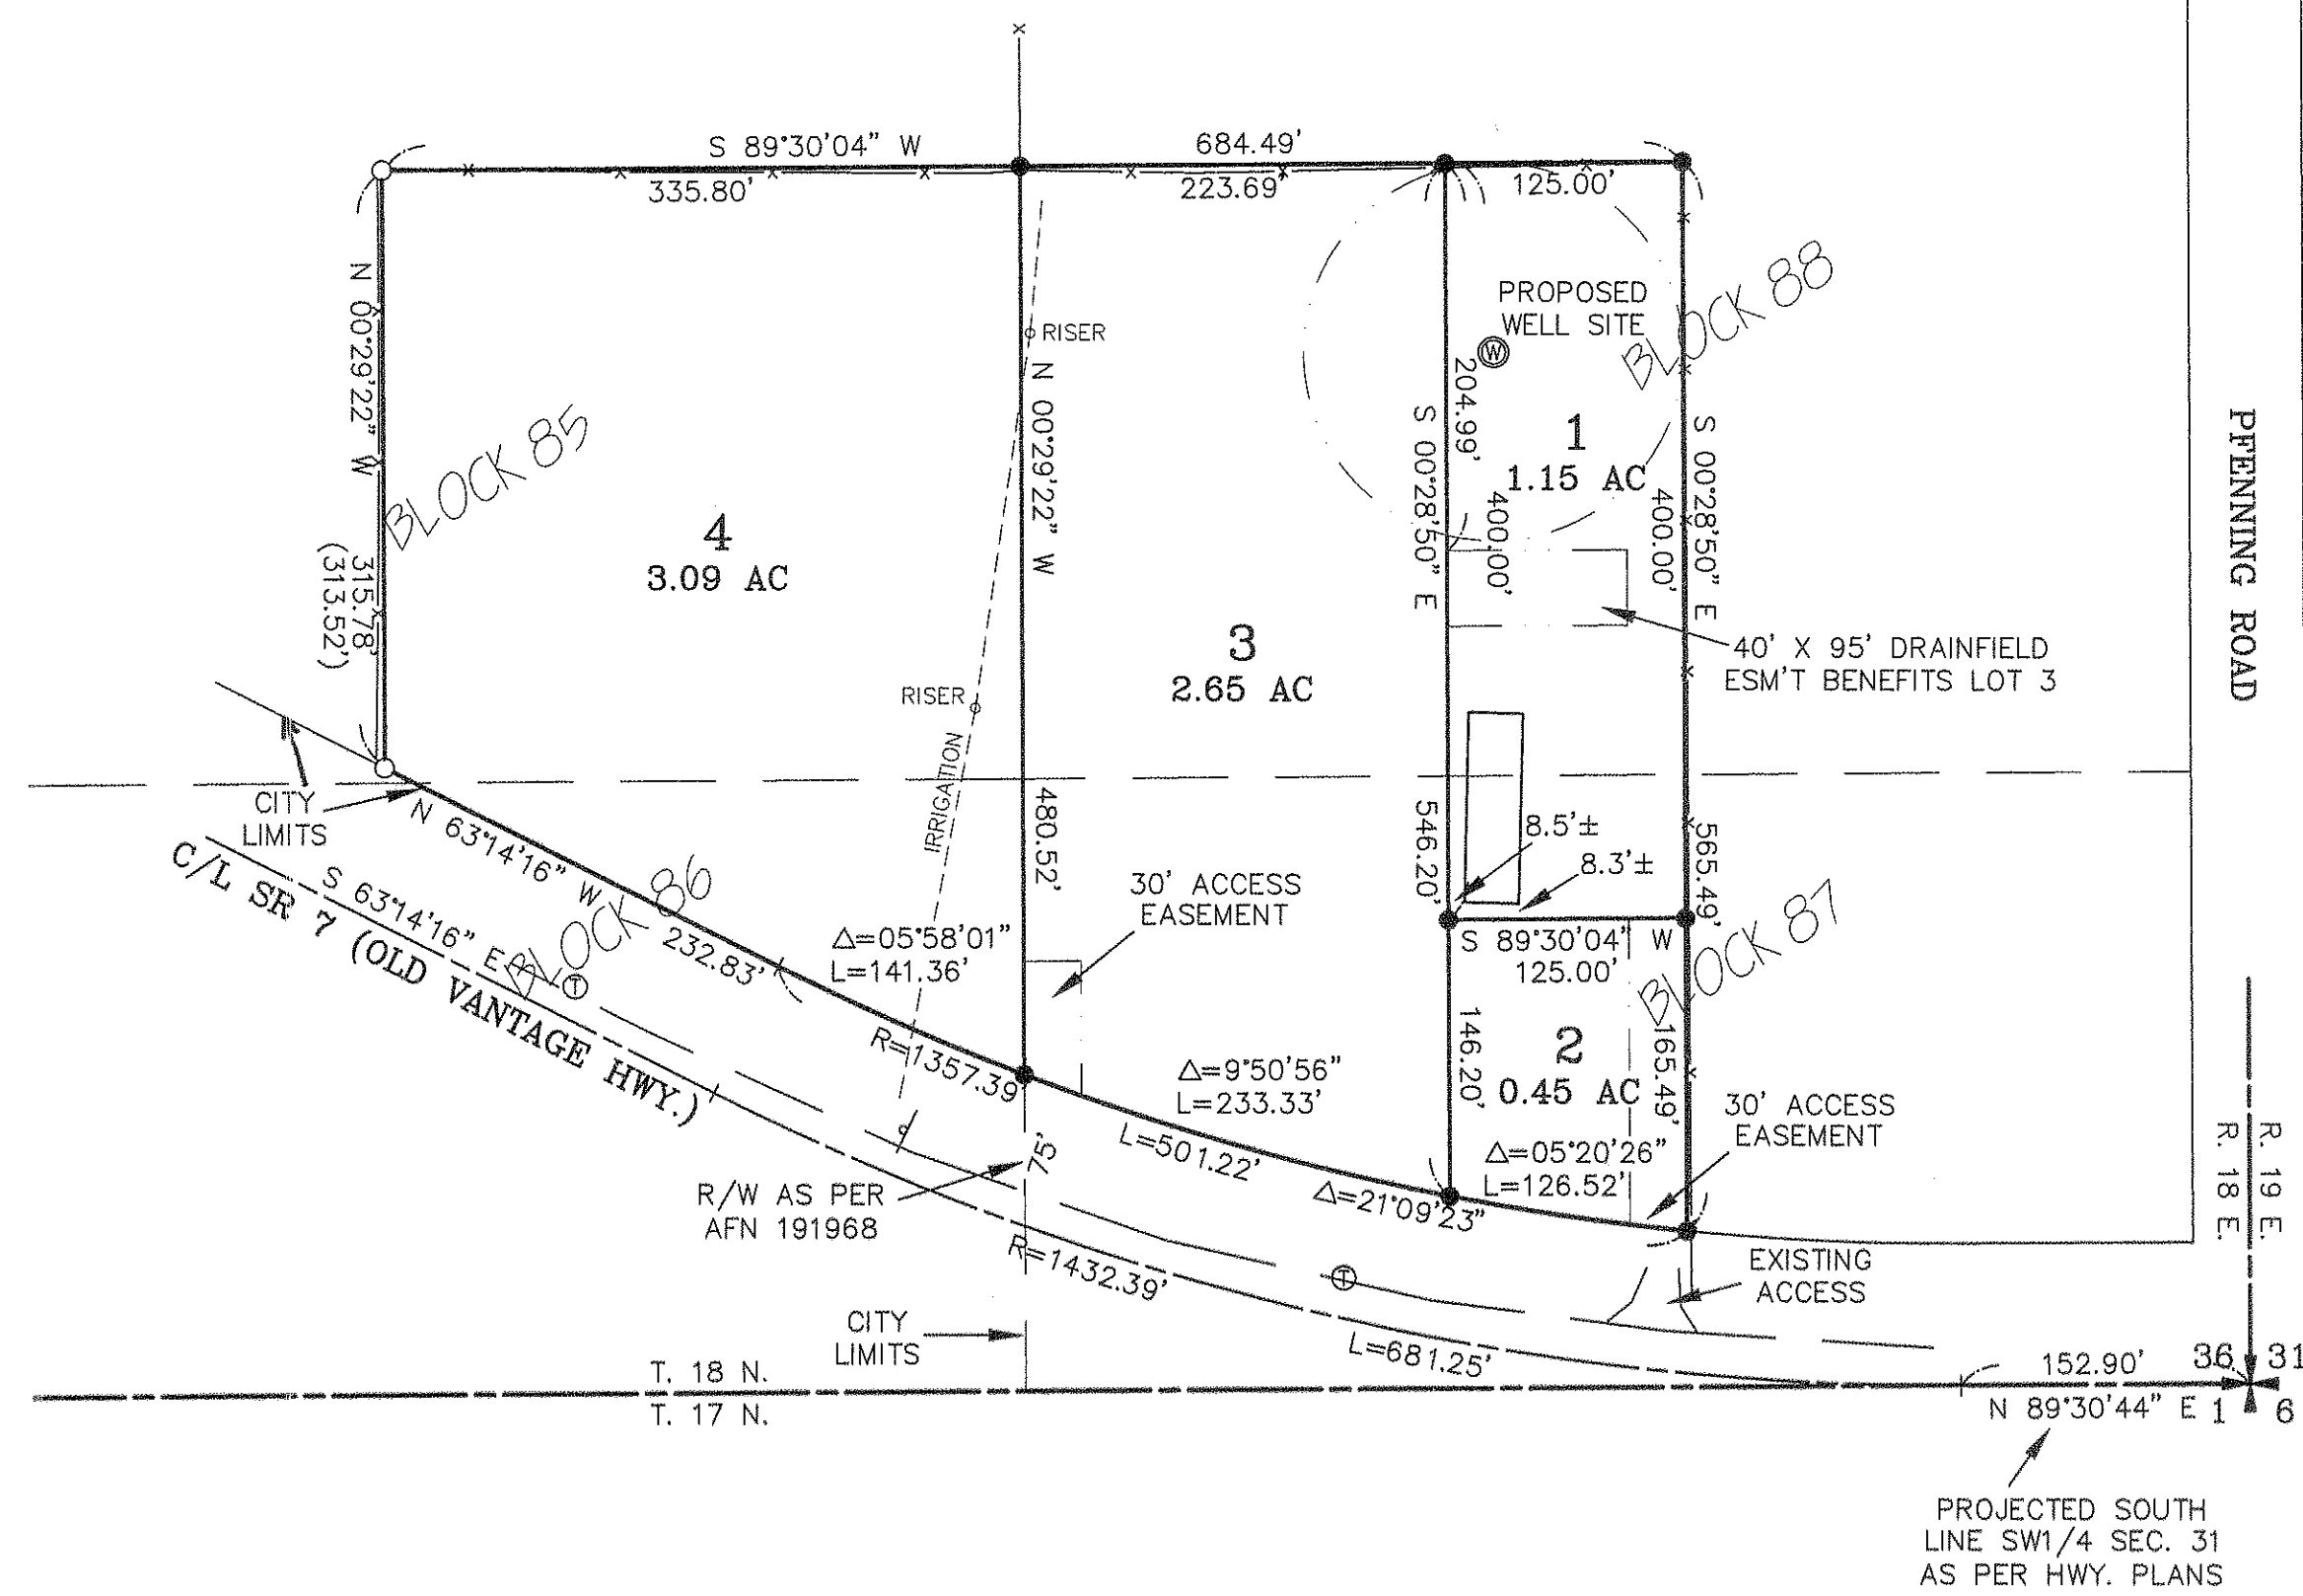 S 89°30'04" W
684.49'
335.80'
223.69'
125.00'
N 00°29'22" W
315.78'
(313.52')
BLOCK 85
4
3.09 AC
RISER
N 00°29'22" W
480.52'
RISER
IRRIGATION
3
2.65 AC
PROPOSED
WELL SITE
W
204.99'
S 00°28'50" E
546.20'
1
1.15 AC
400.00'
400.00'
S 00°28'50" E
565.49'
BLOCK 88
40' X 95' DRAINFIELD
ESM'T BENEFITS LOT 3
PFENNING ROAD
8.5'±
8.3'±
S 89°30'04" W
125.00'
BLOCK 87
146.20'
2
0.45 AC
165.49'
Δ=05°20'26"
L=126.52'
30' ACCESS
EASEMENT
30' ACCESS
EASEMENT
CITY
LIMITS
N 63°14'16" W
232.83'
S 63°14'16" E
BLOCK 86
T
C/L SR 7 (OLD VANTAGE HWY.)
Δ=05°58'01"
L=141.36'
R=1357.39
Δ=9°50'56"
L=233.33'
L=501.22'
Δ=21°09'23"
75'
R/W AS PER
AFN 191968
R=1432.39'
L=681.25'
T
EXISTING
ACCESS
CITY
LIMITS
T. 18 N.
T. 17 N.
R. 19 E.
R. 18 E.
152.90'
36
31
N 89°30'44" E
1
6
PROJECTED SOUTH
LINE SW1/4 SEC. 31
AS PER HWY. PLANS